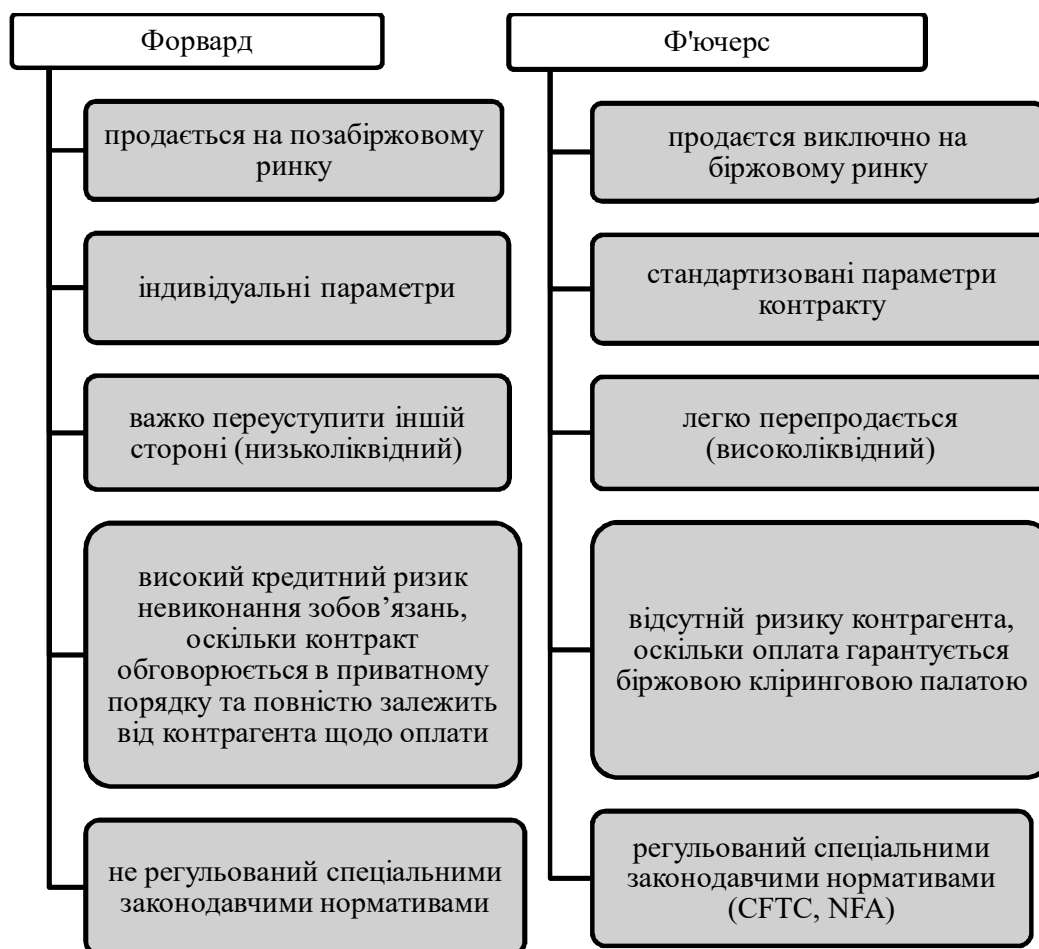 Форвард
продається на позабіржовому
ринку
індивідуальні параметри
важко переуступити іншій
стороні (низьколіквідний)
високий кредитний ризик
невиконання зобов’язань,
оскільки контракт
обговорюється в приватному
порядку та повністю залежить
від контрагента щодо оплати
не регульований спеціальними
законодавчими нормативами
Ф'ючерс
продаєтся виключно на
біржовому ринку
стандартизовані параметри
контракту
легко перепродається
(високоліквідний)
відсутній ризику контрагента,
оскільки оплата гарантується
біржовою кліринговою палатою
регульований спеціальними
законодавчими нормативами
(CFTC, NFA)